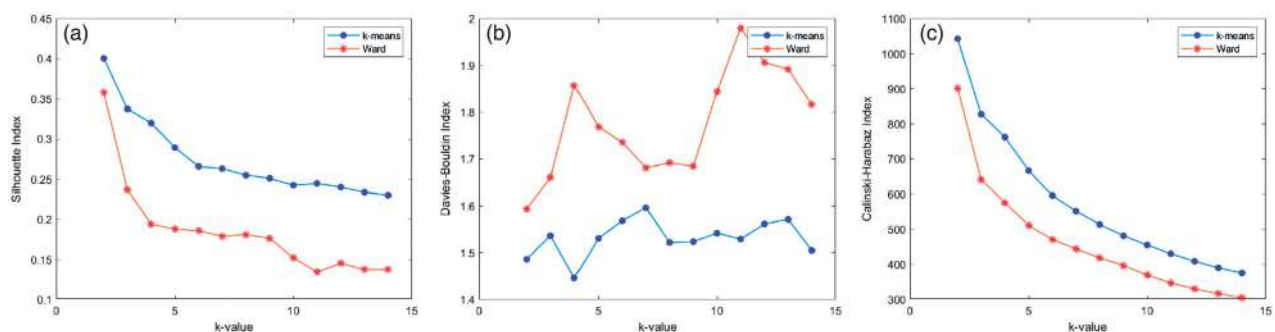 (a)
k-means
Ward
0.45
0.4
0.35
0.3
0.25
0.2
0.15
0.1
Silhouette Index
0
5
10
15
k-value
(b)
k-means
Ward
2
1.9
1.8
1.7
1.6
1.5
1.4
Davies-Bouldin Index
0
5
10
15
k-value
(c)
k-means
Ward
1100
1000
900
800
700
600
500
400
300
Calinski-Harabaz Index
0
5
10
15
k-value